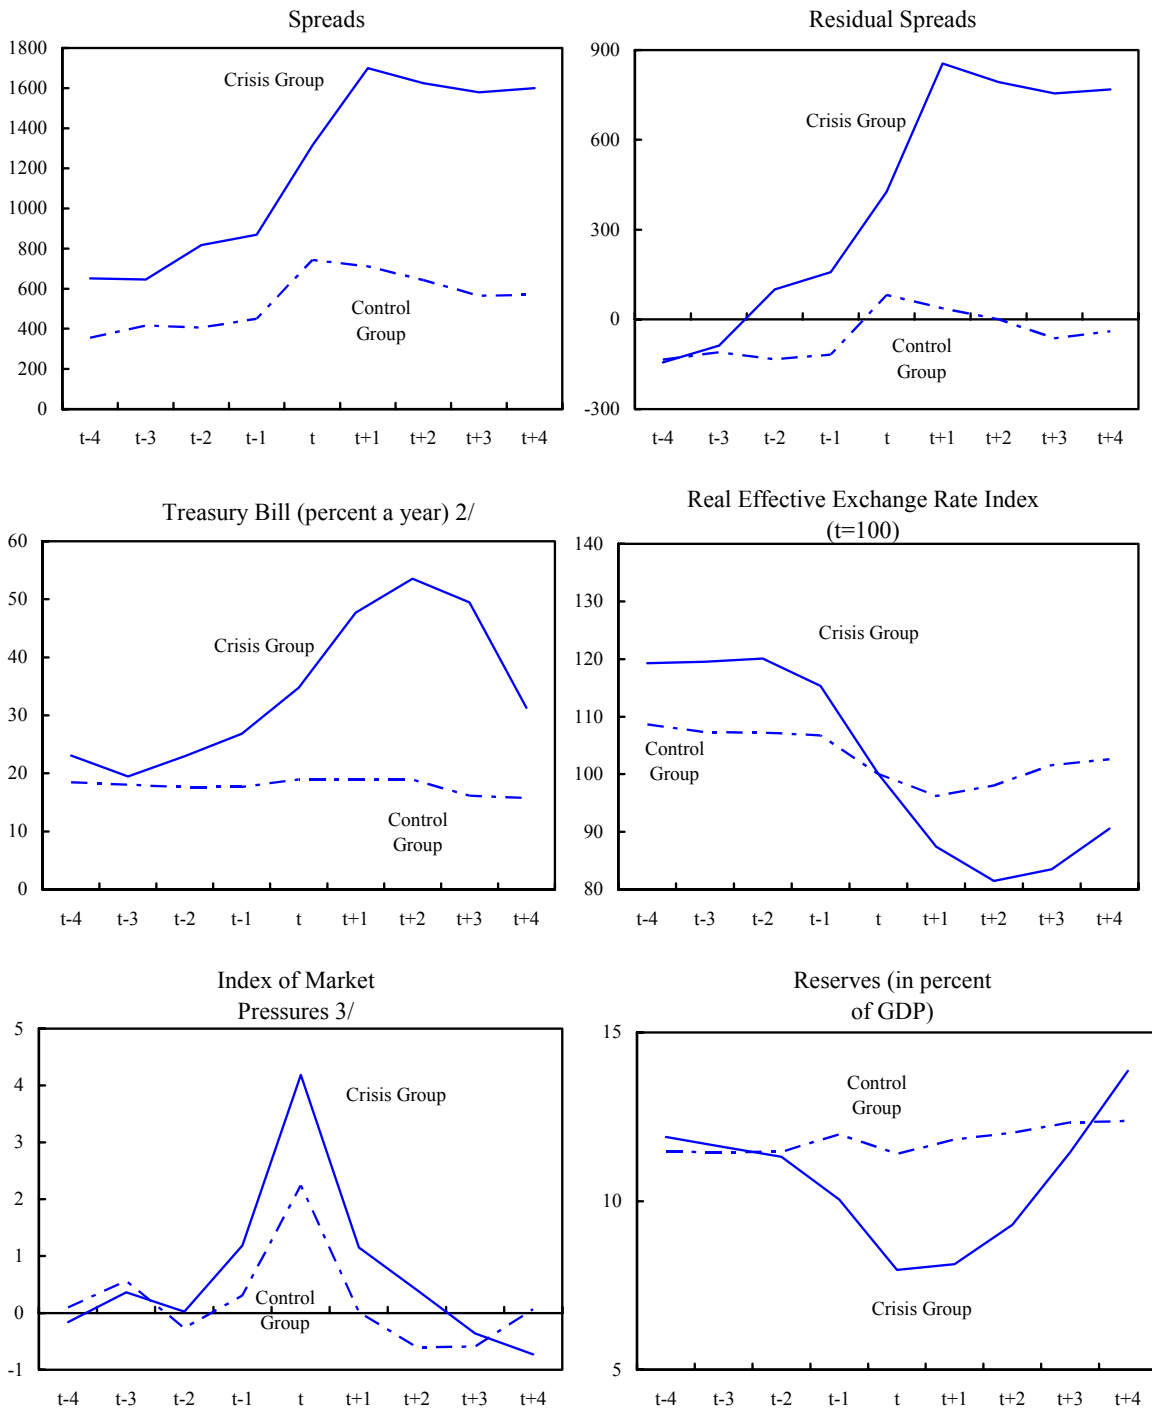 Spreads
1800
1600
1400
1200
1000
800
600
400
200
0
Crisis Group
Control
Group
t-4 t-3 t-2 t-1 t t+1 t+2 t+3 t+4
Residual Spreads
900
600
300
0
-300
Crisis Group
Control
Group
t-4 t-3 t-2 t-1 t t+1 t+2 t+3 t+4
Treasury Bill (percent a year) 2/
60
50
40
30
20
10
0
Crisis Group
Control
Group
t-4 t-3 t-2 t-1 t t+1 t+2 t+3 t+4
Real Effective Exchange Rate Index
(t=100)
140
130
120
110
100
90
80
Crisis Group
Control
Group
t-4 t-3 t-2 t-1 t t+1 t+2 t+3 t+4
Index of Market
Pressures 3/
5
4
3
2
1
0
-1
Crisis Group
Control
Group
t-4 t-3 t-2 t-1 t t+1 t+2 t+3 t+4
Reserves (in percent
of GDP)
15
10
5
Control
Group
Crisis Group
t-4 t-3 t-2 t-1 t t+1 t+2 t+3 t+4